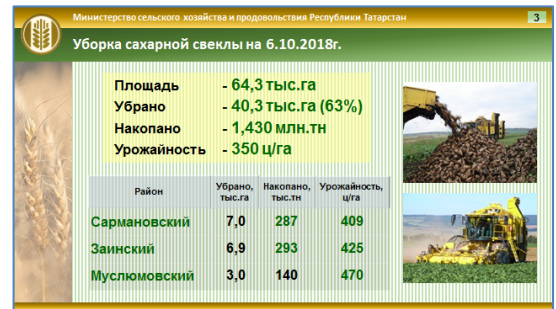 Министерство сельского хозяйства и продовольствия Республики Татарстан
3
Уборка сахарной свеклы на 6.10.2018г.
Площадь - 64,3 тыс.га
Убрано - 40,3 тыс.га (63%)
Накопано - 1,430 млн.тн
Урожайность - 350 ц/га
Район Убрано, тыс.га Накопано, тыс.тн Урожайность, ц/га
Сармановский 7,0 287 409
Заинский 6,9 293 425
Муслюмовский 3,0 140 470